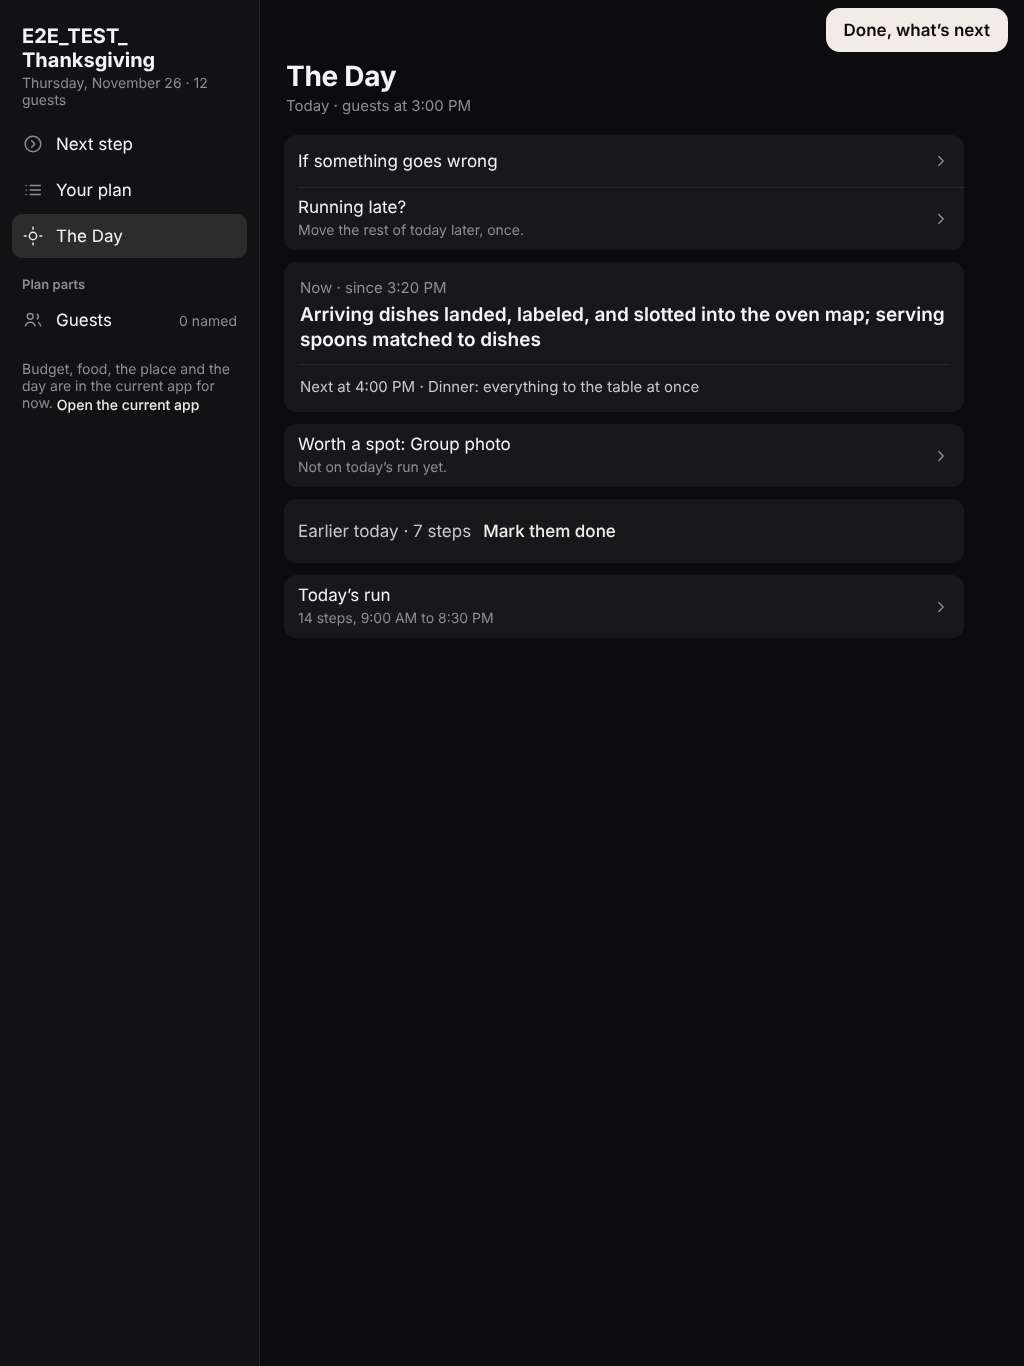 E2E_TEST_
Thanksgiving
Thursday, November 26 · 12
guests
Next step
Your plan
The Day
Plan parts
Guests 0 named
Budget, food, the place and the
day are in the current app for
now. Open the current app
Done, what’s next
The Day
Today · guests at 3:00 PM
If something goes wrong
Running late?
Move the rest of today later, once.
Now · since 3:20 PM
Arriving dishes landed, labeled, and slotted into the oven map; serving
spoons matched to dishes
Next at 4:00 PM · Dinner: everything to the table at once
Worth a spot: Group photo
Not on today’s run yet.
Earlier today · 7 steps Mark them done
Today’s run
14 steps, 9:00 AM to 8:30 PM